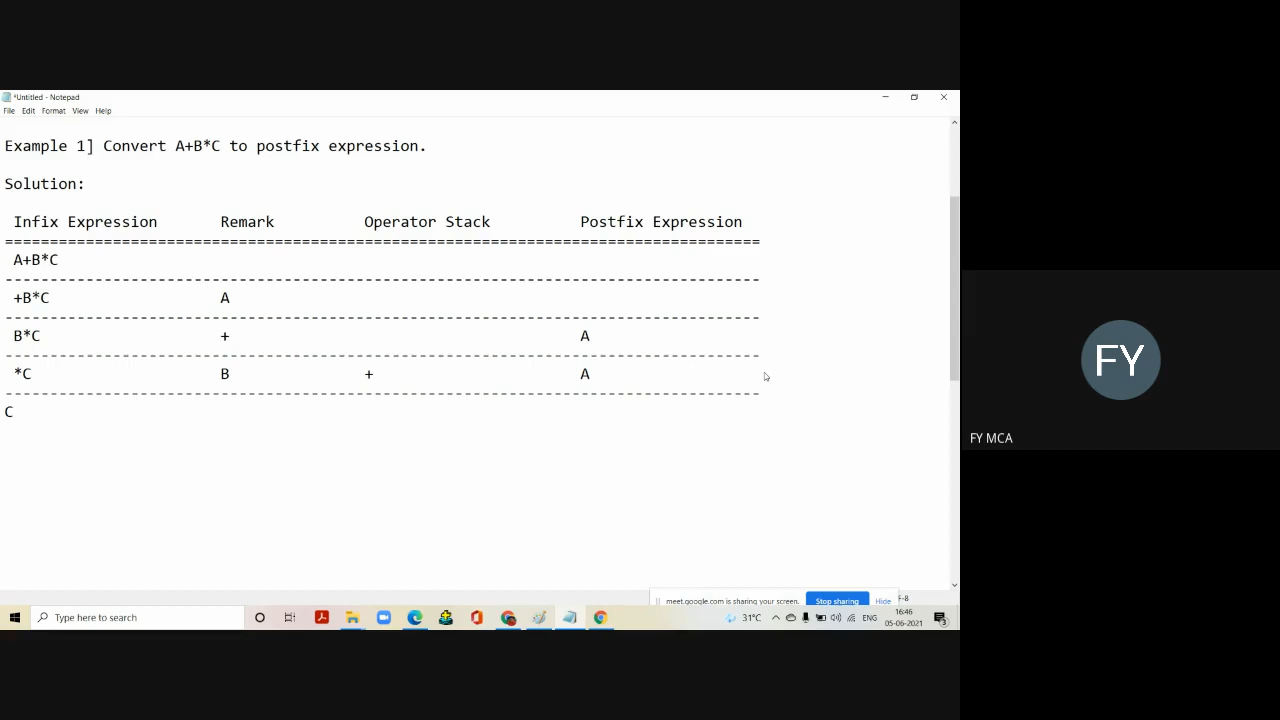 *Untitled - Notepad
File Edit Format View Help
Example 1] Convert A+B*C to postfix expression.
Solution:
Infix Expression Remark Operator Stack Postfix Expression
====================================================================================
A+B*C
------------------------------------------------------------------------------------
+B*C A
------------------------------------------------------------------------------------
B*C + A
------------------------------------------------------------------------------------
*C B + A
------------------------------------------------------------------------------------
C
FY
FY MCA
meet.google.com is sharing your screen. Stop sharing Hide F-8
Type here to search 31°C ENG 16:46
05-06-2021 3